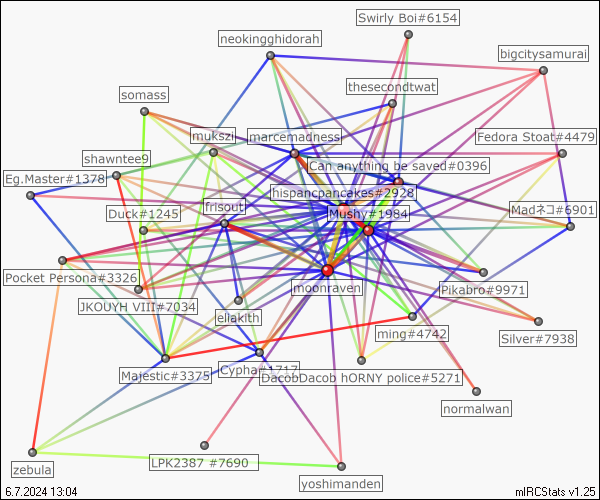 Swirly Boi#6154
neokingghidorah
bigcitysamurai
thesecondtwat
somass
mukszi
marcemadness
Fedora Stoat#4479
shawntee9
Can anything be saved#0396
Eg.Master#1378
hispancpancakes#2928
frisout
Duck#1245
Mushy#1984
Madネコ#6901
Pocket Persona#3326
moonraven
Pikabro#9971
JKOUYH VIII#7034
eliakith
ming#4742
Silver#7938
Majestic#3375
Cypha#1717
DacobDacob hORNY police#5271
normalwan
zebula
LPK2387 #7690
yoshimanden
6.7.2024 13:04
mIRCStats v1.25